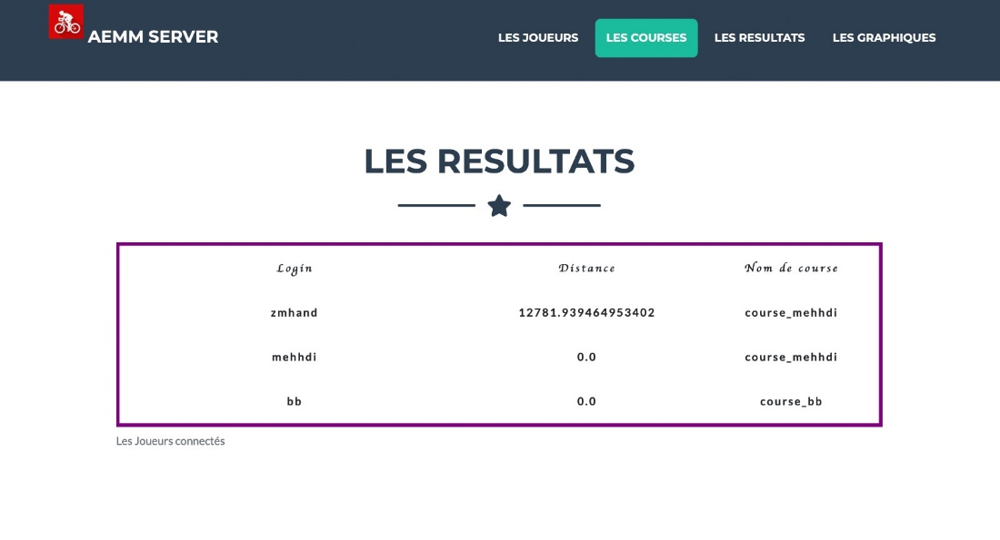 AEMM SERVER LES JOUEURS LES COURSES LES RESULTATS LES GRAPHIQUES
LES RESULTATS
Login Distance Nom de course
zmhand 12781.939464953402 course_mehhdi
mehhdi 0.0 course_mehhdi
bb 0.0 course_bb
Les Joueurs connectés